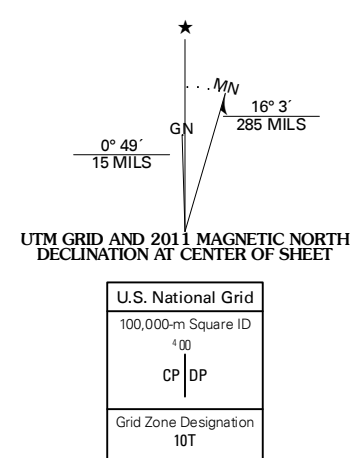 ★
MN
16° 3´
285 MILS
GN
0° 49´
15 MILS
UTM GRID AND 2011 MAGNETIC NORTH
DECLINATION AT CENTER OF SHEET
U.S. National Grid
100,000-m Square ID
4 00
CP DP
Grid Zone Designation
10T